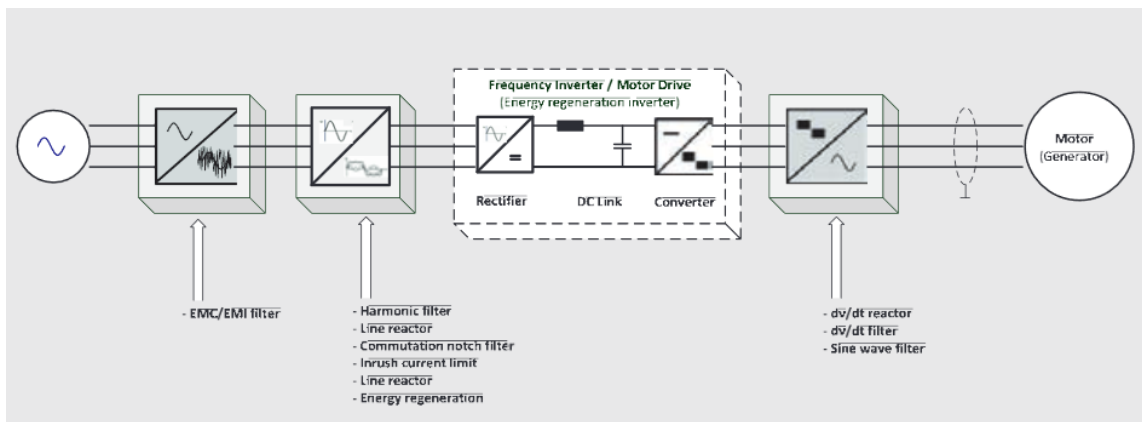 Frequency Inverter / Motor Drive
(Energy regeneration inverter)
Motor
(Generator)
Rectifier
DC Link
Converter
- EMC/EMI filter
- Harmonic filter
- Line reactor
- Commutation notch filter
- Inrush current limit
- Line reactor
- Energy regeneration
- dv/dt reactor
- dv/dt filter
- Sine wave filter